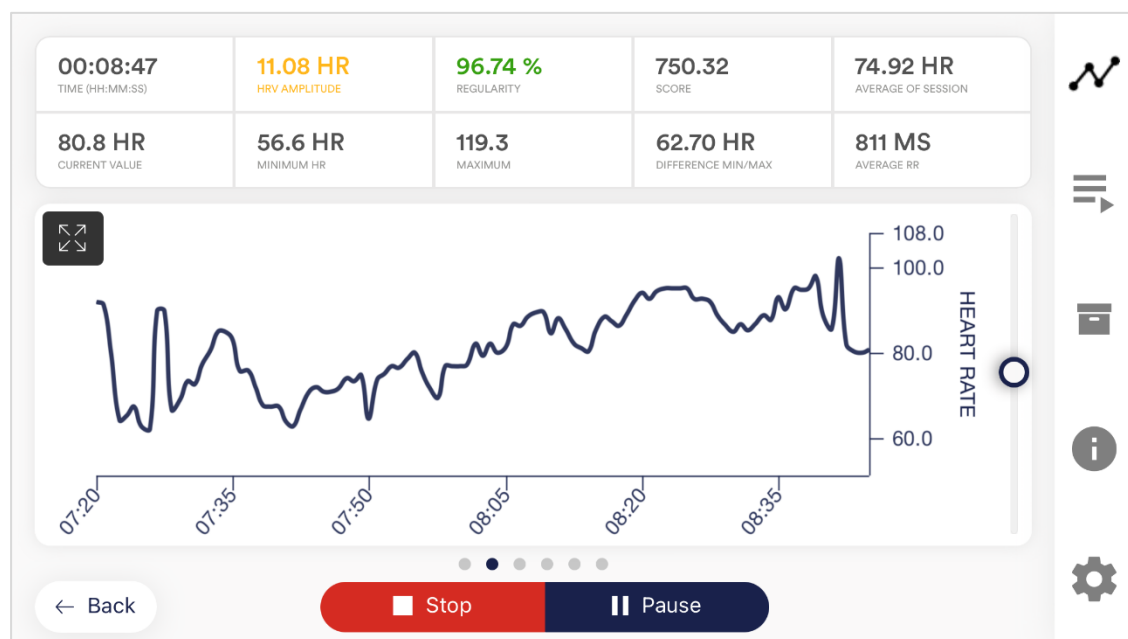 00:08:47
TIME (HH:MM:SS)
11.08 HR
HRV AMPLITUDE
96.74 %
REGULARITY
750.32
SCORE
74.92 HR
AVERAGE OF SESSION
80.8 HR
CURRENT VALUE
56.6 HR
MINIMUM HR
119.3
MAXIMUM
62.70 HR
DIFFERENCE MIN/MAX
811 MS
AVERAGE RR
108.0
100.0
80.0
60.0
HEART RATE
07:20
07:35
07:50
08:05
08:20
08:35
← Back
Stop
Pause